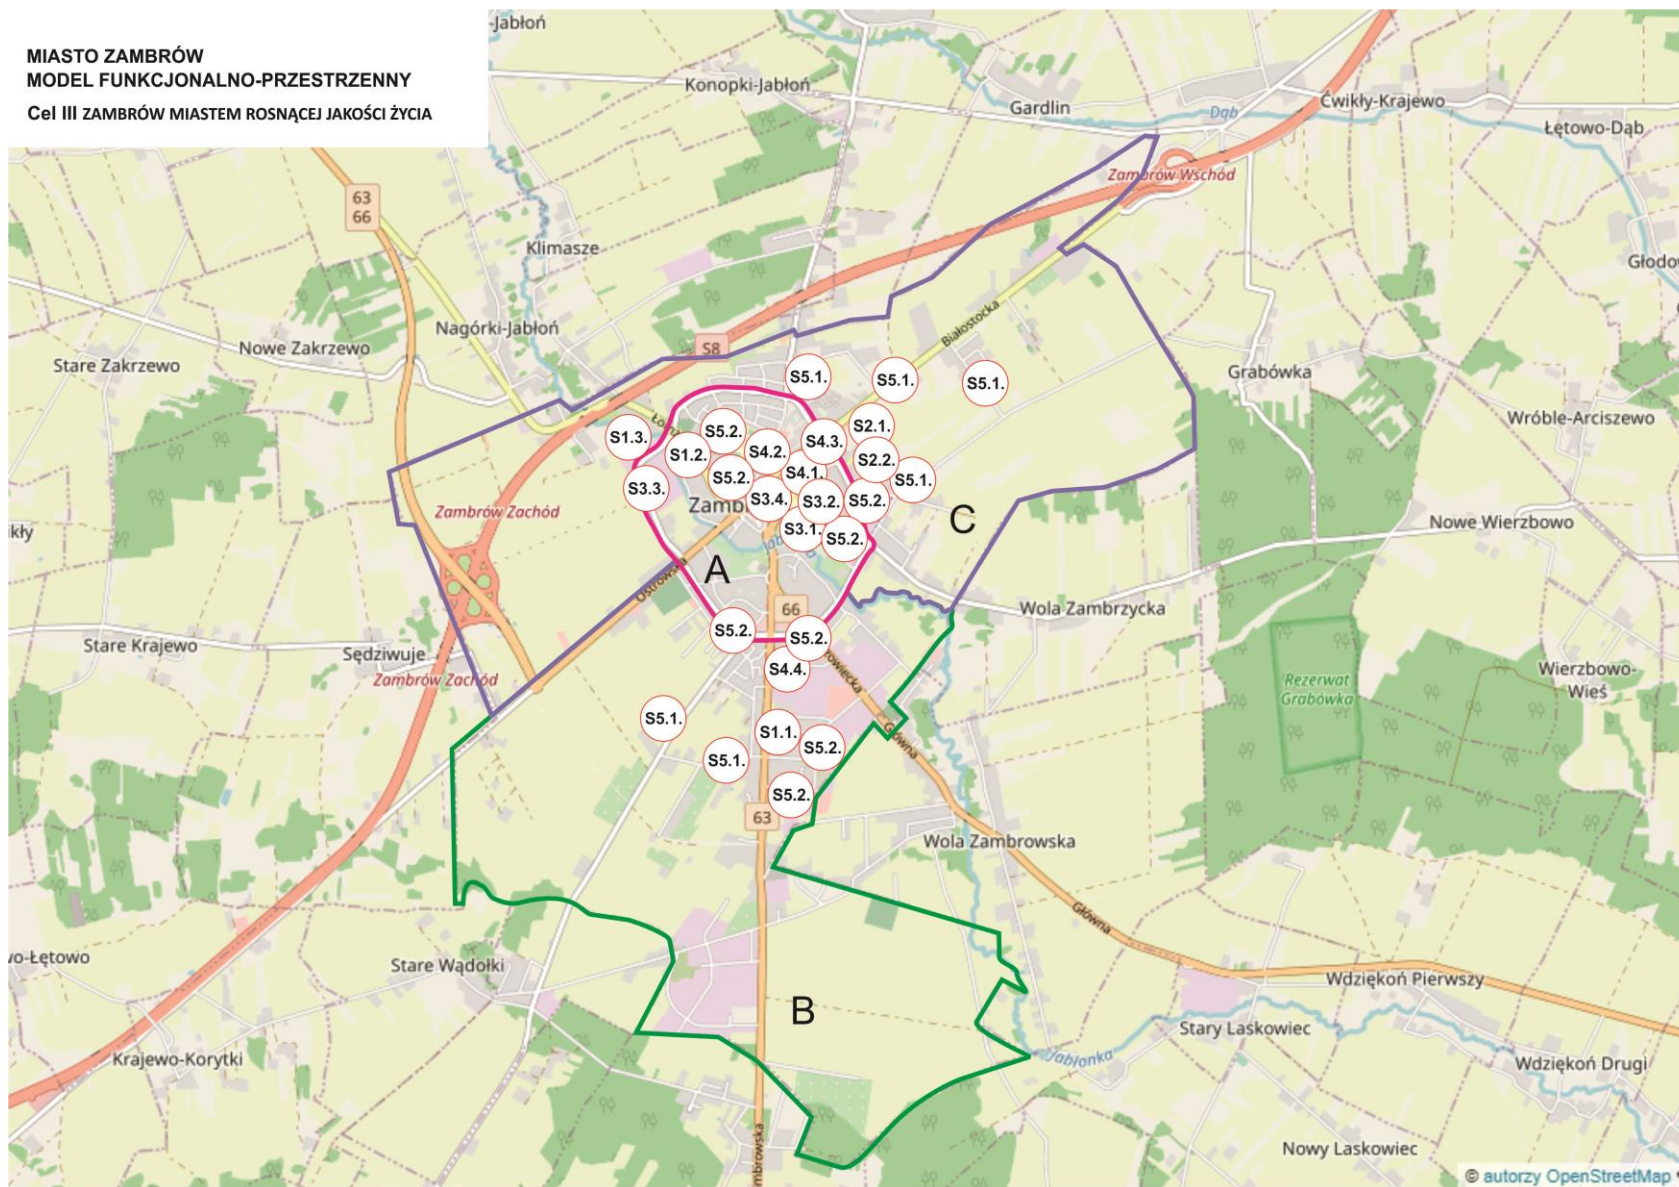 MIASTO ZAMBRÓW
MODEL FUNKCJONALNO-PRZESTRZENNY
Cel III ZAMBRÓW MIASTEM ROSNĄCEJ JAKOŚCI ŻYCIA
-Jabłoń
Konopki-Jabłoń
Gardlin
Dąb
Ćwikły-Krajewo
Łętowo-Dąb
Zambrów Wschód
63
66
Klimasze
Głodo
Białostocka
Nagórki-Jabłoń
Nowe Zakrzewo
S8
Stare Zakrzewo
Grabówka
S5.1.
S5.1.
S5.1.
Wróble-Arciszewo
S1.3.
S5.2.
S4.3.
S2.1.
S1.2.
S4.2.
S2.2.
S5.2.
S4.1.
S5.1.
S3.3.
S3.4.
S3.2.
S5.2.
Zamb
Zambrów Zachód
C
Nowe Wierzbowo
ikły
S3.1.
S5.2.
A
Ostrowska
66
Wola Zambrzycka
S5.2.
S5.2.
Stare Krajewo
Sędziwuje
Zambrów Zachód
S4.4.
rowiecka
Wierzbowo-
Wieś
Rezerwat
Grabówka
S5.1.
S1.1.
S5.2.
Główna
S5.1.
S5.2.
63
Wola Zambrowska
Główna
wo-Łętowo
Stare Wądołki
Wdziękoń Pierwszy
B
Stary Laskowiec
Krajewo-Korytki
Jabłonka
Wdziękoń Drugi
mbrowska
Nowy Laskowiec
© autorzy OpenStreetMap